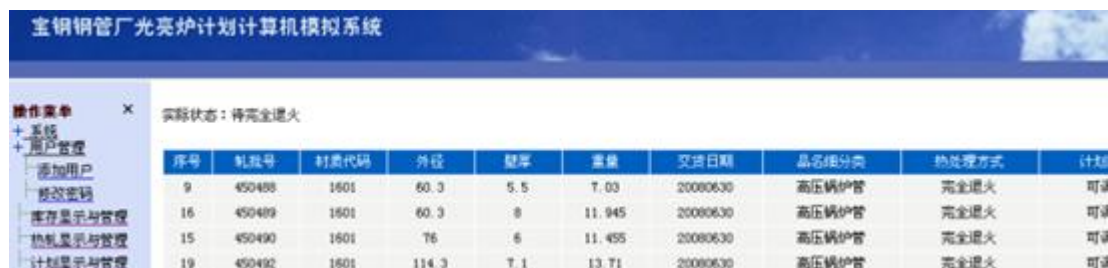 宝钢钢管厂光亮炉计划计算机模拟系统
操作菜单 ×
实际状态：待完全退火
+ 系统
+ 用户管理
添加用户
修改密码
库存显示与管理
热轧显示与管理
计划显示与管理
序号 轧批号 材质代码 外径 壁厚 重量 交货日期 品名细分类 热处理方式 计划
9 450488 1601 60.3 5.5 7.03 20080630 高压锅炉管 完全退火 可
16 450489 1601 60.3 8 11.945 20080630 高压锅炉管 完全退火 可
15 450490 1601 76 6 11.455 20080630 高压锅炉管 完全退火 可
19 450492 1601 114.3 7.1 13.71 20080630 高压锅炉管 完全退火 可